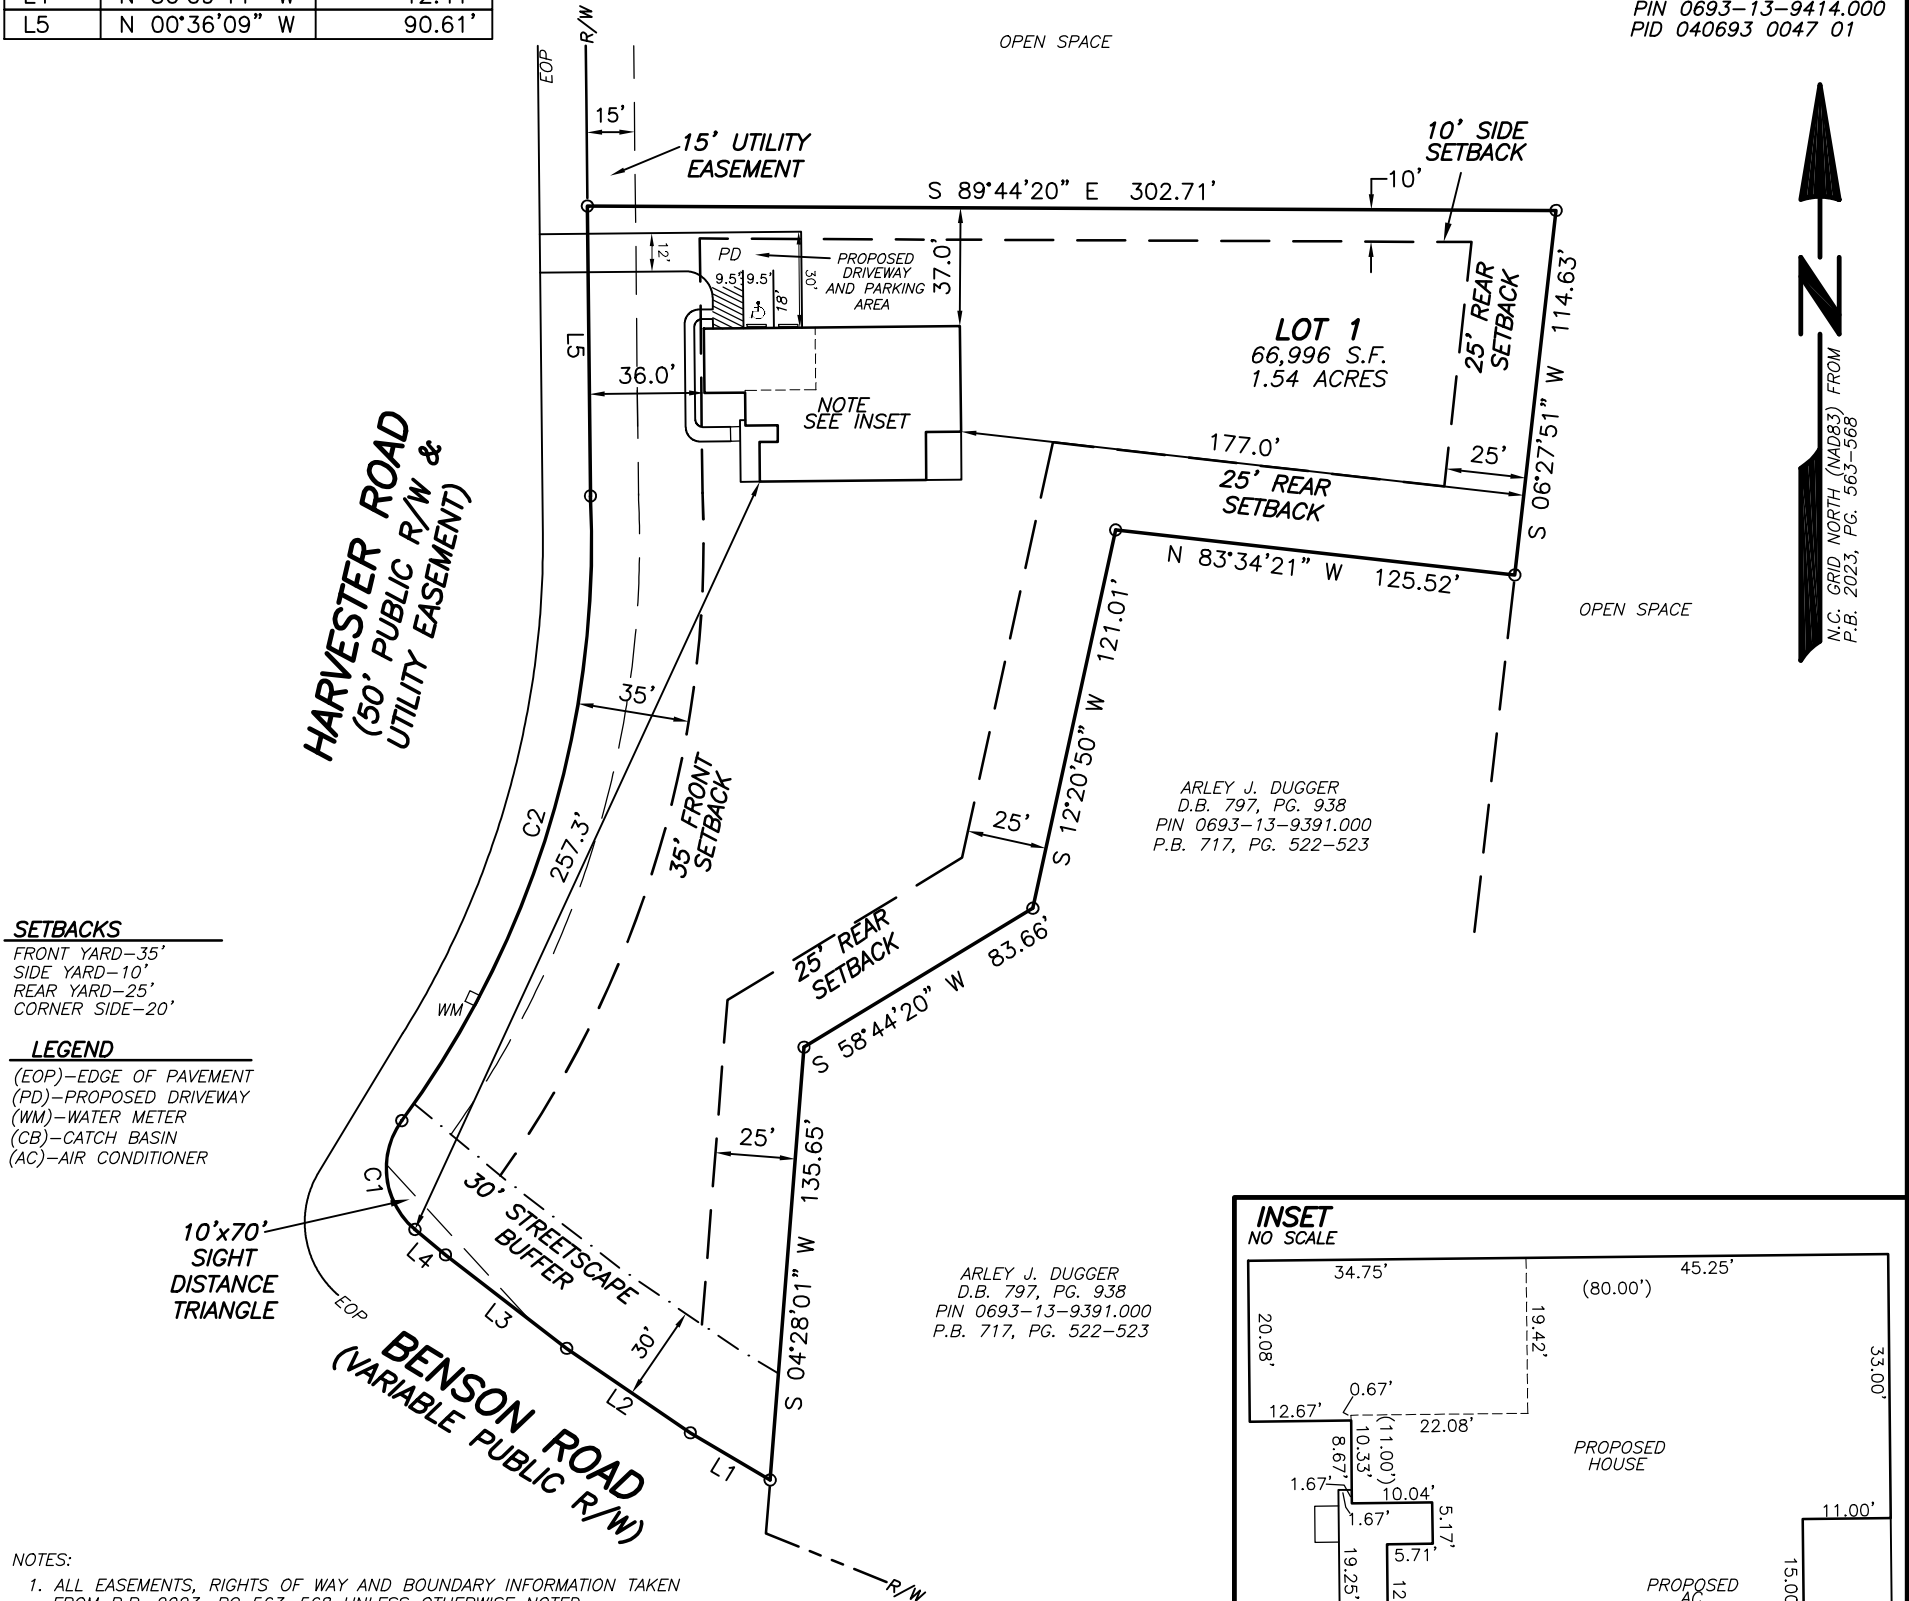 L5 N 00°36'09" W 90.61'
PIN 0693-13-9414.000
PID 040693 0047 01
R/W
EOP
OPEN SPACE
15'
15' UTILITY
EASEMENT
10' SIDE
SETBACK
10'
S 89°44'20" E 302.71'
12'
PD
9.5' 9.5'
18'
30'
PROPOSED
DRIVEWAY
AND PARKING
AREA
37.0'
LOT 1
66,996 S.F.
1.54 ACRES
25' REAR
SETBACK
S 06°27'51" W 114.63'
N
N.C. GRID NORTH (NAD83) FROM
P.B. 2023, PG. 563-568
L5
36.0'
NOTE
SEE INSET
177.0'
25'
25' REAR
SETBACK
N 83°34'21" W 125.52'
OPEN SPACE
HARVESTER ROAD
(50' PUBLIC R/W &
UTILITY EASEMENT)
S 12°20'50" W 121.01'
35'
35' FRONT
SETBACK
C2
257.3'
25'
ARLEY J. DUGGER
D.B. 797, PG. 938
PIN 0693-13-9391.000
P.B. 717, PG. 522-523
25' REAR
SETBACK
S 58°44'20" W 83.66'
SETBACKS
FRONT YARD-35'
SIDE YARD-10'
REAR YARD-25'
CORNER SIDE-20'
WM
LEGEND
(EOP)-EDGE OF PAVEMENT
(PD)-PROPOSED DRIVEWAY
(WM)-WATER METER
(CB)-CATCH BASIN
(AC)-AIR CONDITIONER
25'
S 04°28'01" W 135.65'
C1
10'x70'
SIGHT
DISTANCE
TRIANGLE
30' STREETSCAPE
BUFFER
L4
L3
EOP
30'
L2
L1
ARLEY J. DUGGER
D.B. 797, PG. 938
PIN 0693-13-9391.000
P.B. 717, PG. 522-523
BENSON ROAD
(VARIABLE PUBLIC R/W)
R/W
INSET
NO SCALE
34.75'
45.25'
(80.00')
20.08'
19.42'
33.00'
0.67'
12.67'
22.08'
8.67'
10.33'
(11.00')
PROPOSED
HOUSE
1.67'
10.04'
1.67'
5.17'
5.71'
11.00'
19.25'
12
15.00
PROPOSED
NOTES:
1. ALL EASEMENTS, RIGHTS OF WAY AND BOUNDARY INFORMATION TAKEN